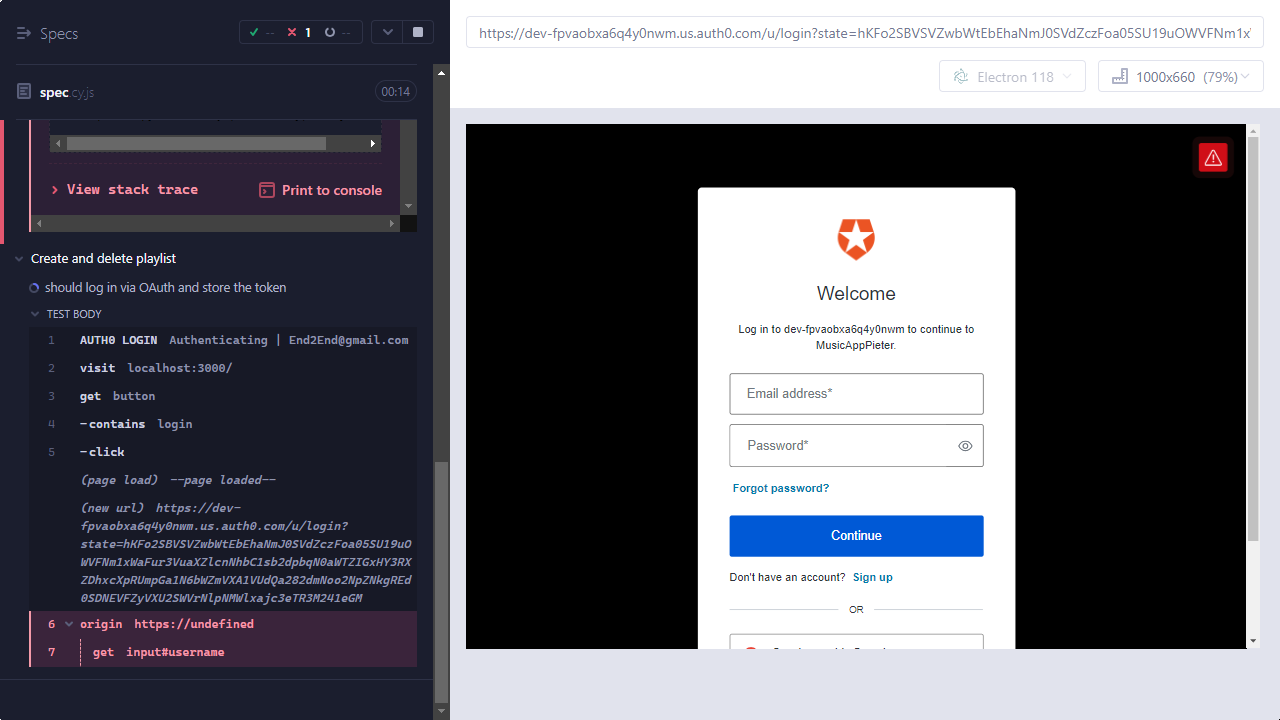 Specs
-- 1 --
spec.cy.js
00:14
View stack trace
Print to console
Create and delete playlist
should log in via OAuth and store the token
TEST BODY
1 AUTH0 LOGIN Authenticating | End2End@gmail.com
2 visit localhost:3000/
3 get button
4 -contains login
5 -click
(page load) --page loaded--
(new url) https://dev-
fpvaobxa6q4y0nwm.us.auth0.com/u/login?
state=hKFo2SBVSVZwbWtEbEhaNmJ0SVdZczFoa05SU19uO
WVFNm1xWaFur3VuaXZlcnNhbC1sb2dpbqN0aWTZIGxHY3RX
ZDhxcXpRUmpGa1N6bWZmVXA1VUdQa282dmNoo2NpZNkgREd
0SDNEVFZyVXU2SWVrNlpNMWlxajc3eTR3M241eGM
6 origin https://undefined
7 get input#username
https://dev-fpvaobxa6q4y0nwm.us.auth0.com/u/login?state=hKFo2SBVSVZwbWtEbEhaNmJ0SVdZczFoa05SU19uOWVFNm1x
Electron 118
1000x660 (79%)
Welcome
Log in to dev-fpvaobxa6q4y0nwm to continue to
MusicAppPieter.
Email address*
Password*
Forgot password?
Continue
Don't have an account? Sign up
OR